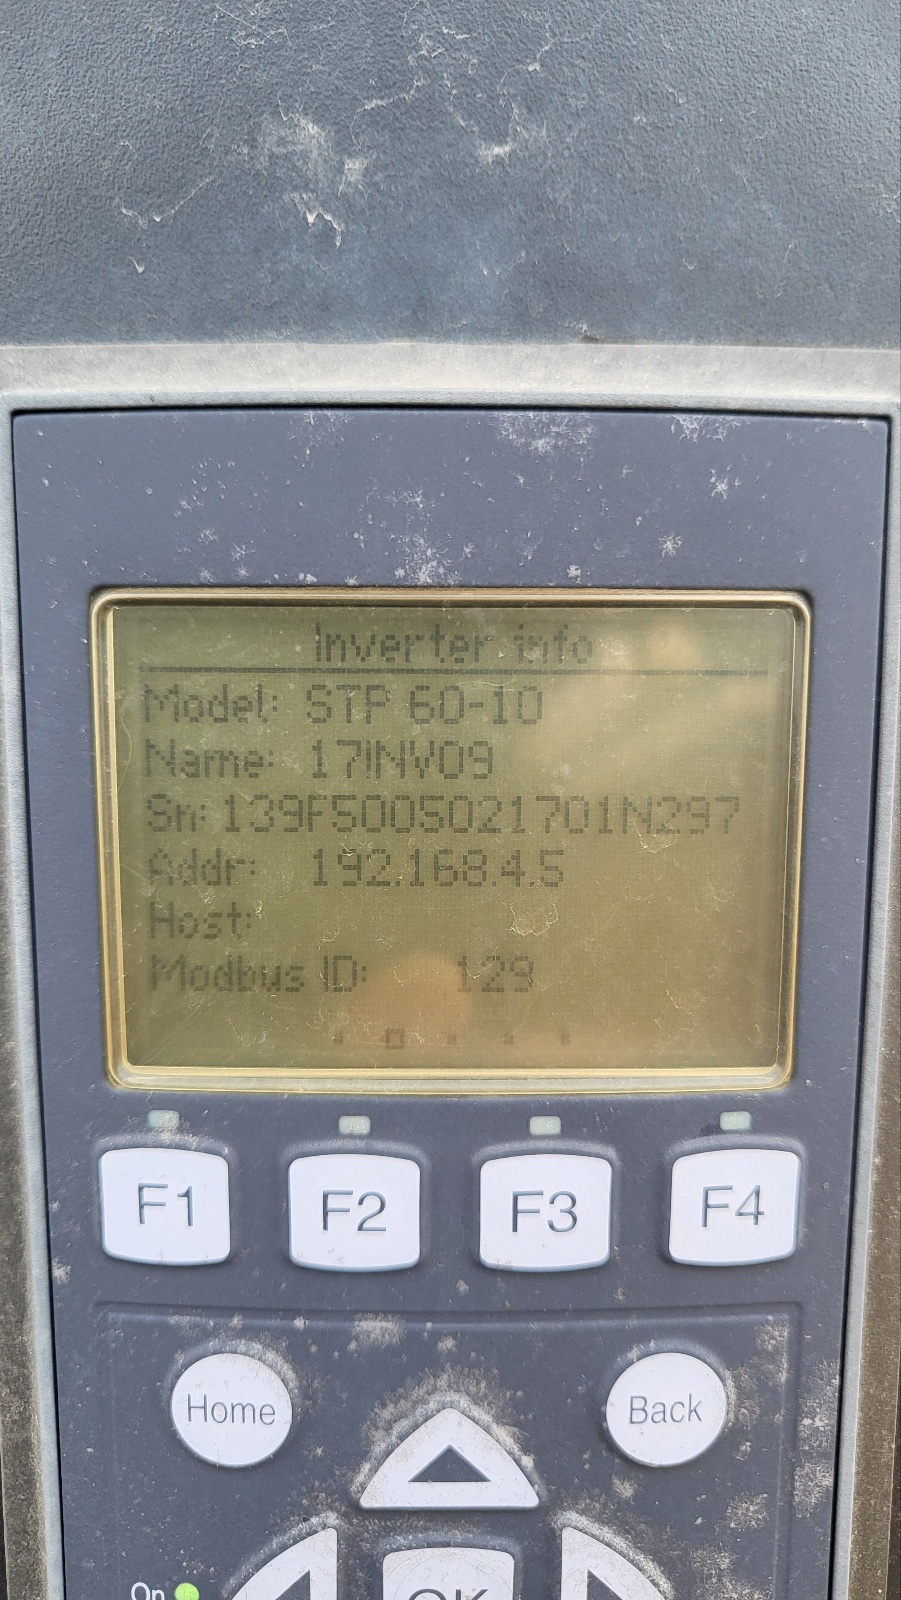 Inverter info
Model: STP 60-10
Name: 17INV09
Sn: 139F5005021701N297
Addr: 192.168.4.5
Host:
Modbus ID: 129
F1 F2 F3 F4
Home Back
On OK